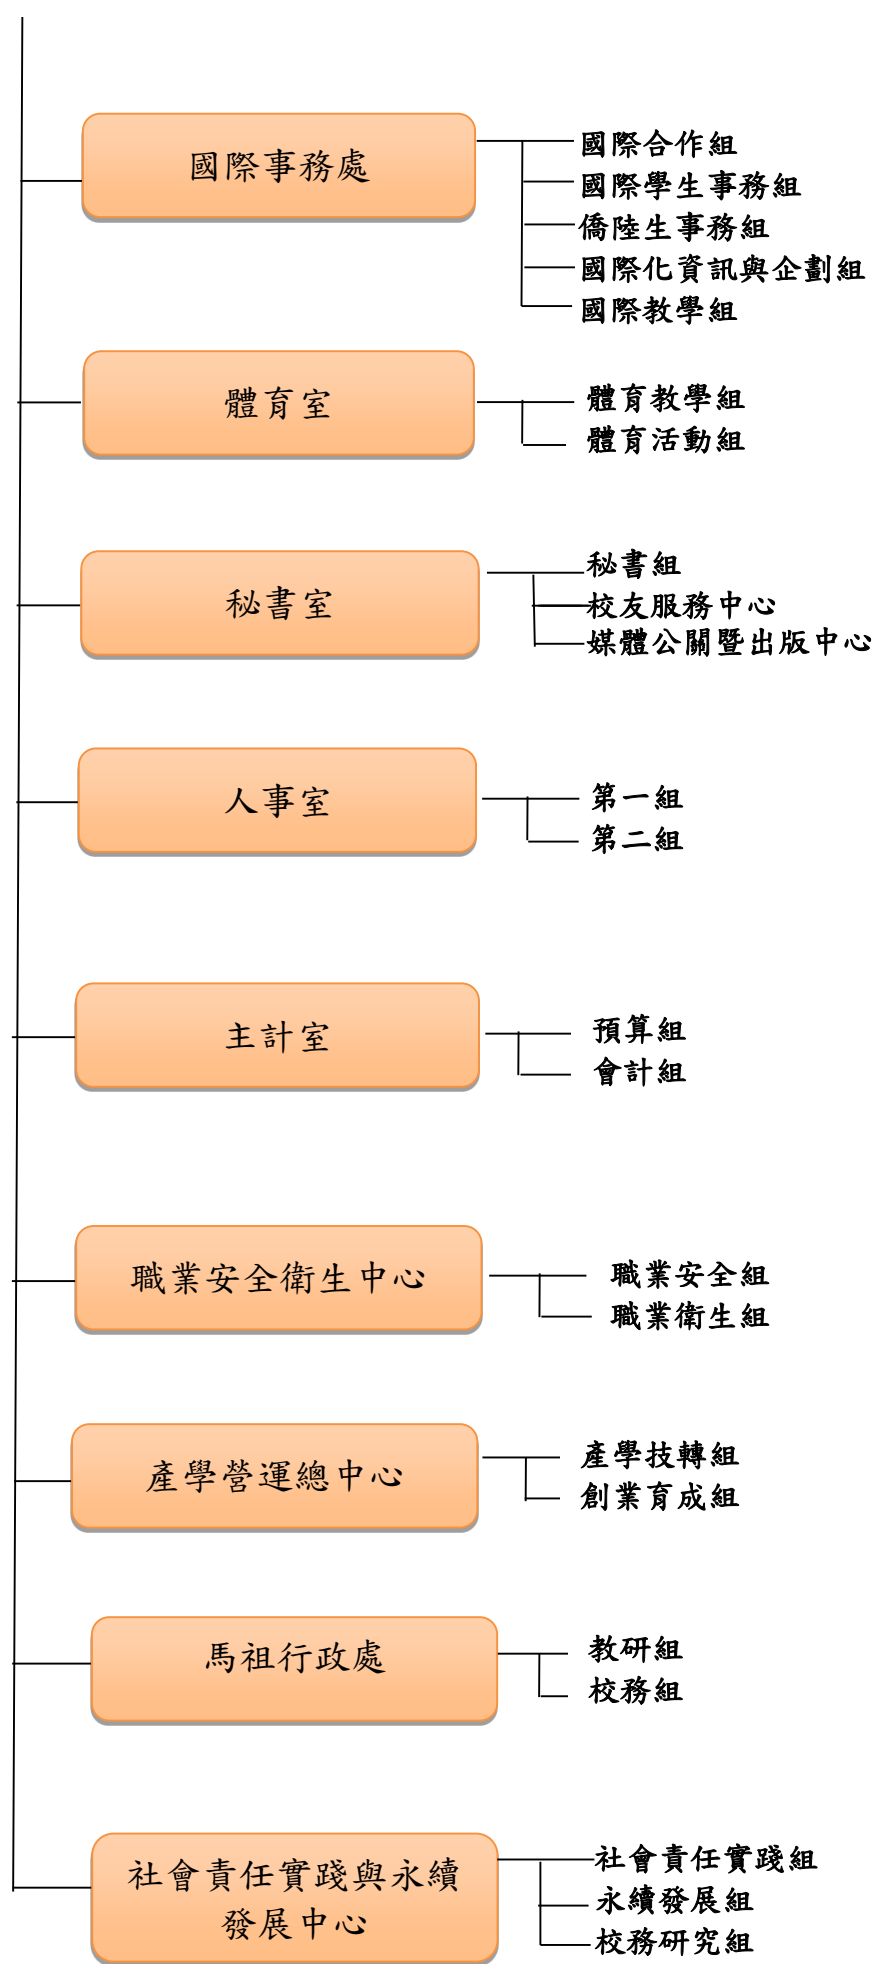 國際事務處
國際合作組
國際學生事務組
僑陸生事務組
國際化資訊與企劃組
國際教學組
體育室
體育教學組
體育活動組
秘書室
秘書組
校友服務中心
媒體公關暨出版中心
人事室
第一組
第二組
主計室
預算組
會計組
職業安全衛生中心
職業安全組
職業衛生組
產學營運總中心
產學技轉組
創業育成組
馬祖行政處
教研組
校務組
社會責任實踐與永續
發展中心
社會責任實踐組
永續發展組
校務研究組